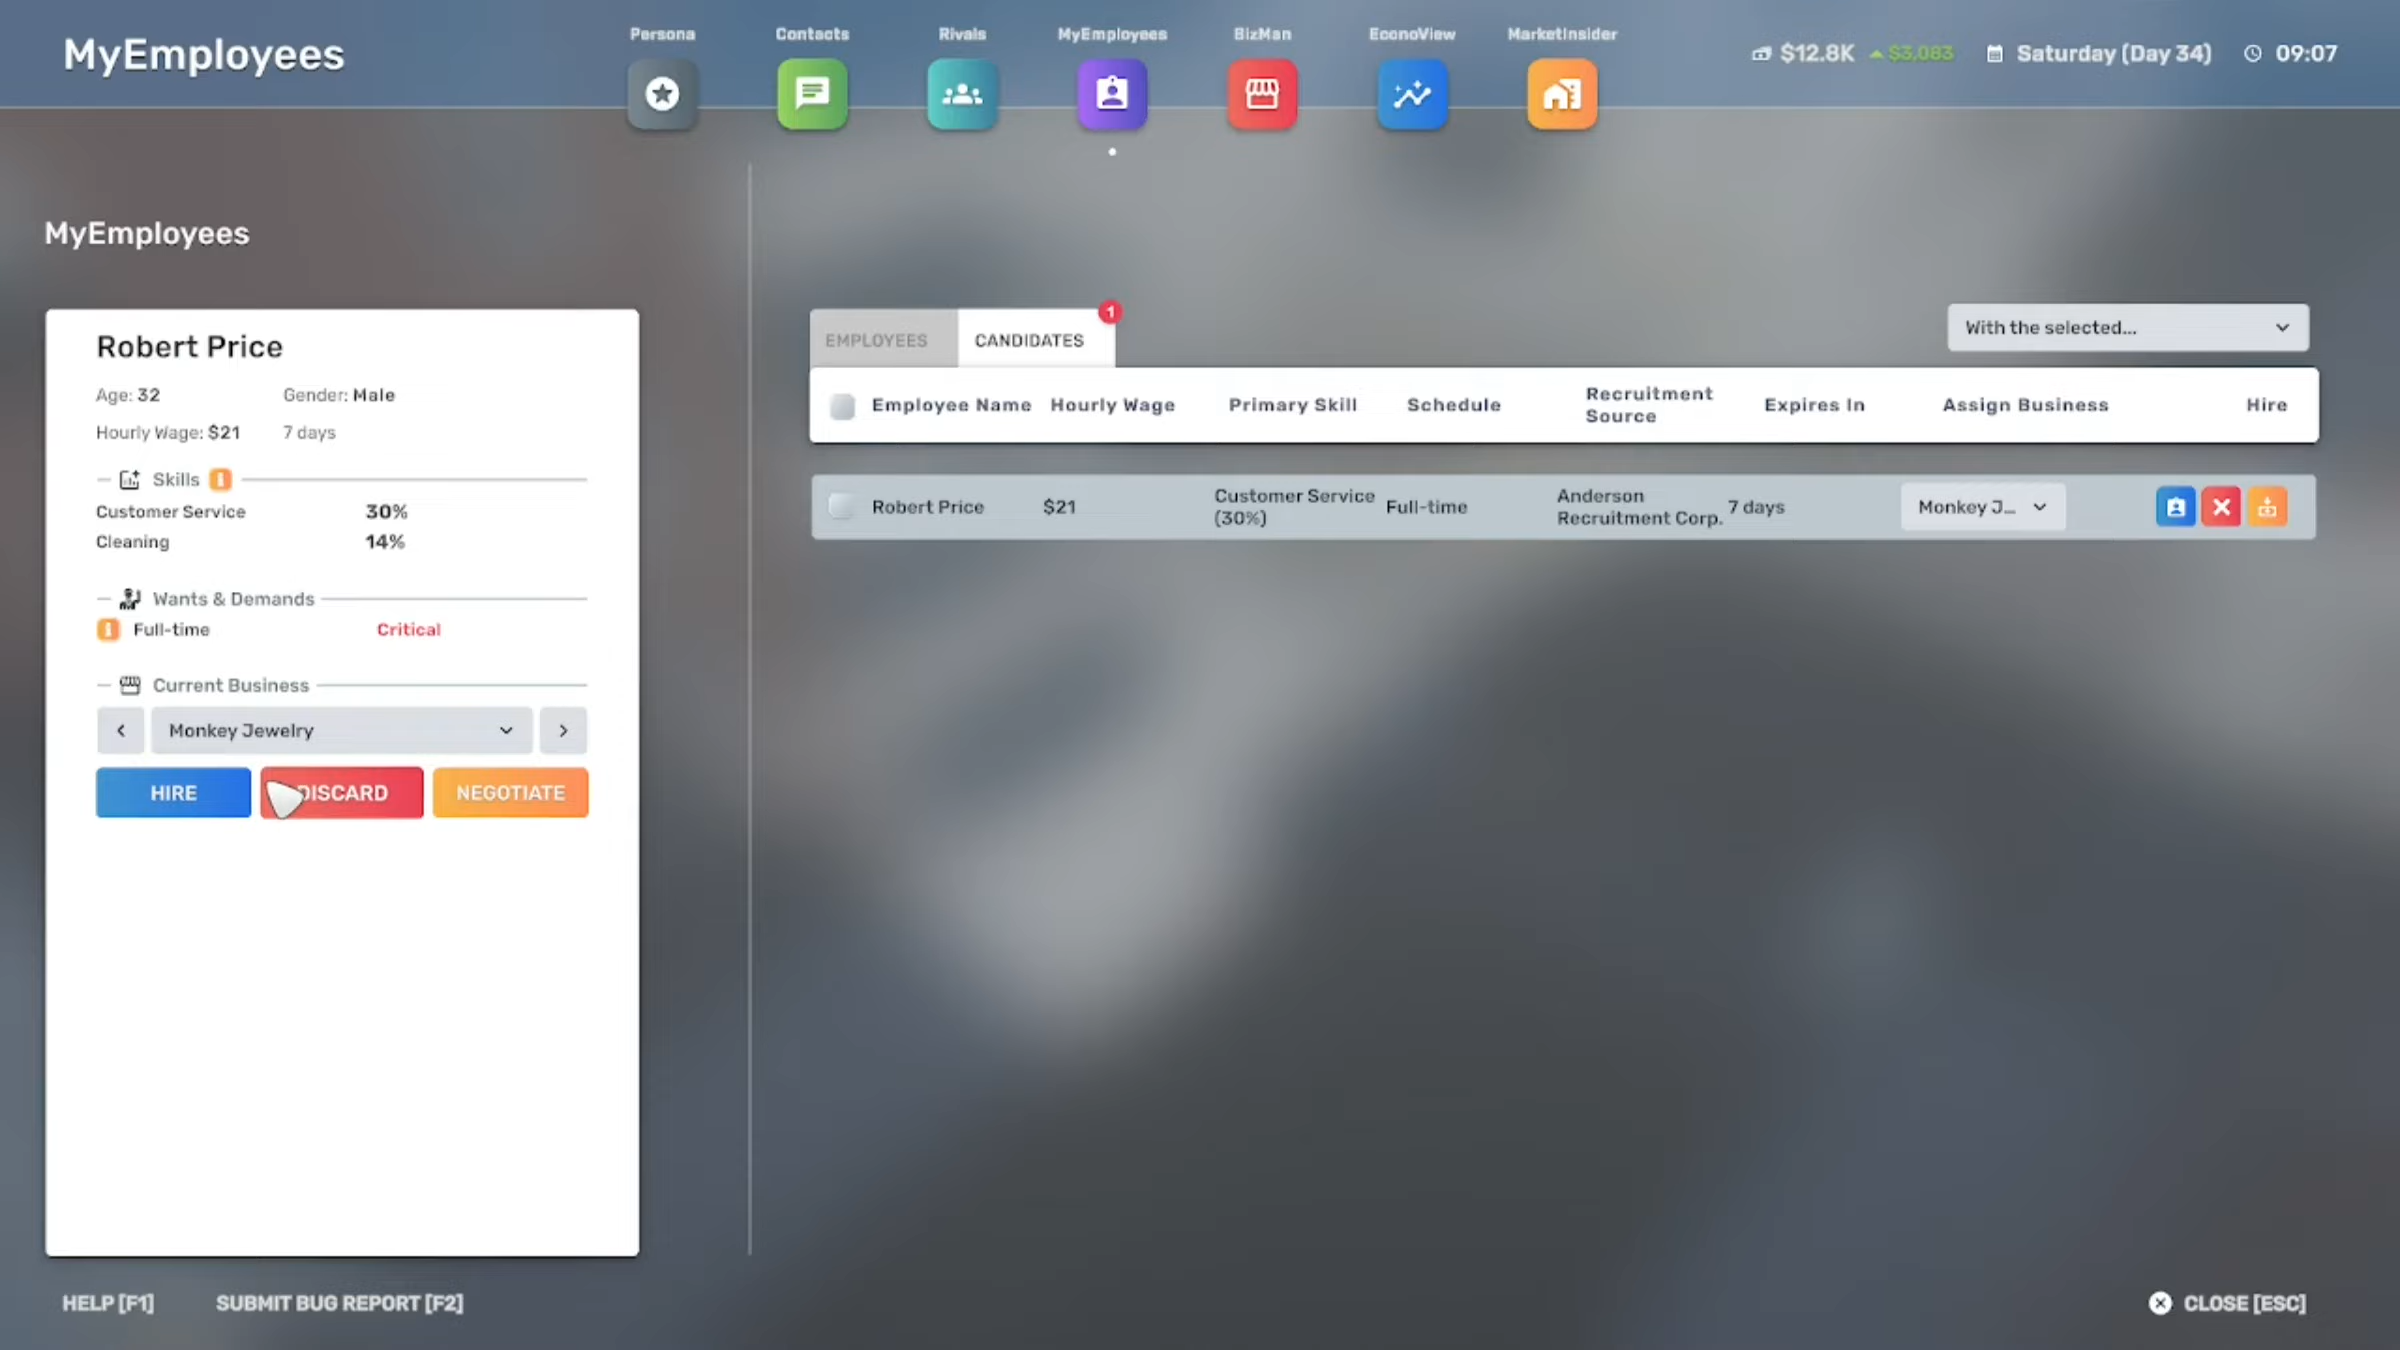 MyEmployees
Persona
Contacts
Rivals
MyEmployees
BizMan
EconoView
MarketInsider
$12.8K
$3,083
Saturday (Day 34)
09:07
MyEmployees
Robert Price
Age: 32
Gender: Male
Hourly Wage: $21
7 days
Skills
Customer Service
30%
Cleaning
14%
Wants & Demands
Full-time
Critical
Current Business
Monkey Jewelry
HIRE
DISCARD
NEGOTIATE
EMPLOYEES
CANDIDATES
1
With the selected...
Employee Name
Hourly Wage
Primary Skill
Schedule
Recruitment
Source
Expires In
Assign Business
Hire
Robert Price
$21
Customer Service
(30%)
Full-time
Anderson
Recruitment Corp.
7 days
Monkey J...
HELP [F1]
SUBMIT BUG REPORT [F2]
CLOSE [ESC]